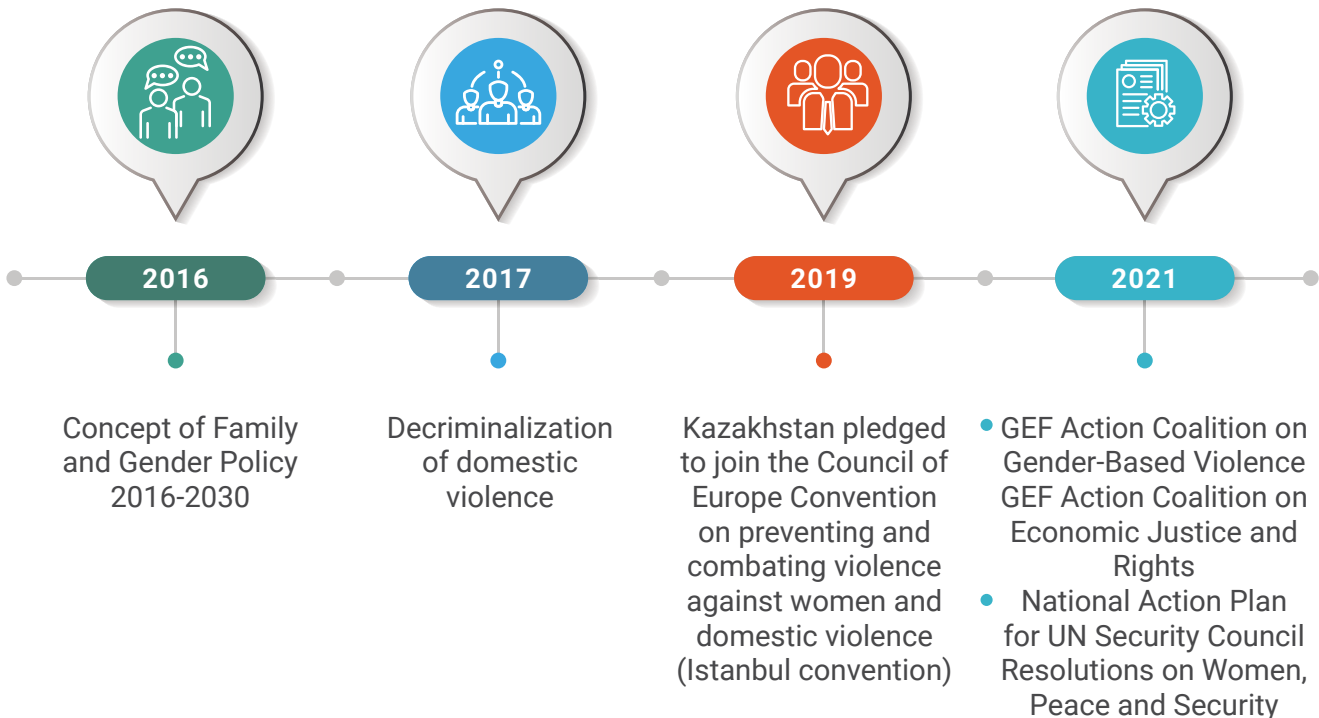 2016
Concept of Family
and Gender Policy
2016-2030
2017
Decriminalization
of domestic
violence
2019
Kazakhstan pledged
to join the Council of
Europe Convention
on preventing and
combating violence
against women and
domestic violence
(Istanbul convention)
2021
• GEF Action Coalition on
Gender-Based Violence
GEF Action Coalition on
Economic Justice and
Rights
• National Action Plan
for UN Security Council
Resolutions on Women,
Peace and Security